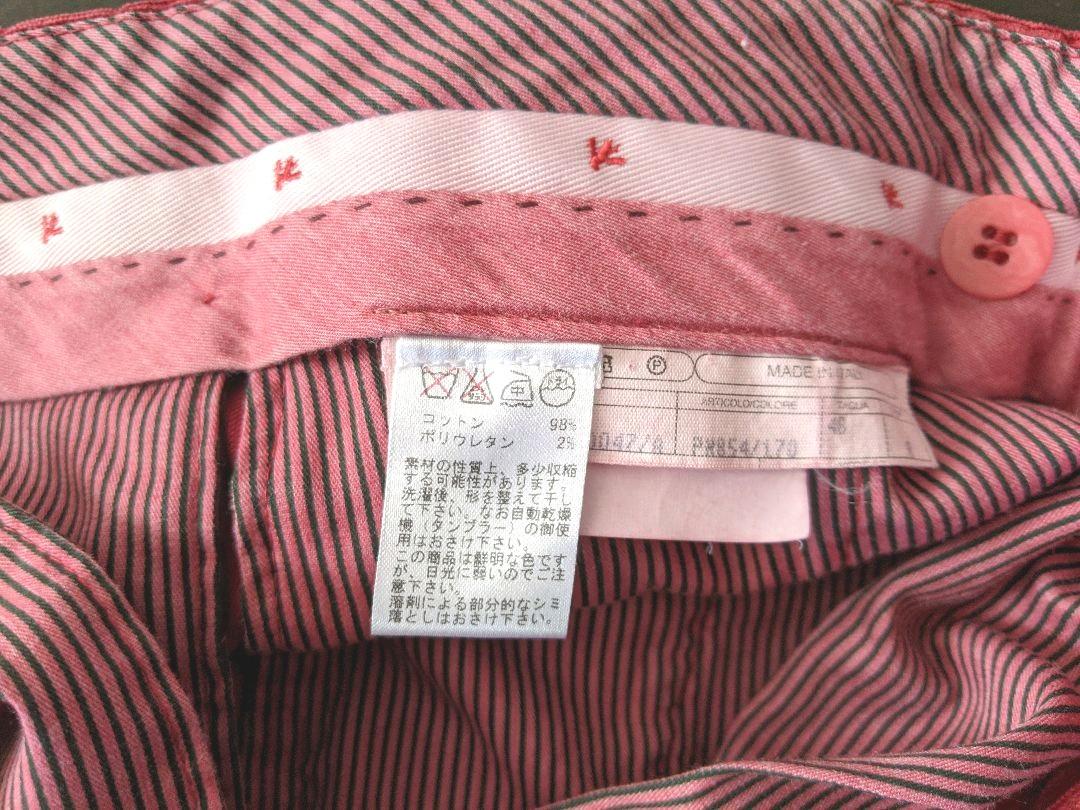 P
MADE IN ITALY
ARTICOLO/COLORE
46
PR854/170
中
コットン 98%
ポリウレタン 2%
素材の性質上、多少収縮
する可能性があります。
洗濯後、形を整えて干し
て下さい。なお自動乾燥
機（タンブラー）の御使
用はおさけ下さい。
この商品は鮮明な色です
が、日光に弱いのでご注
意下さい。
溶剤による部分的なシミ
落としはおさけ下さい。